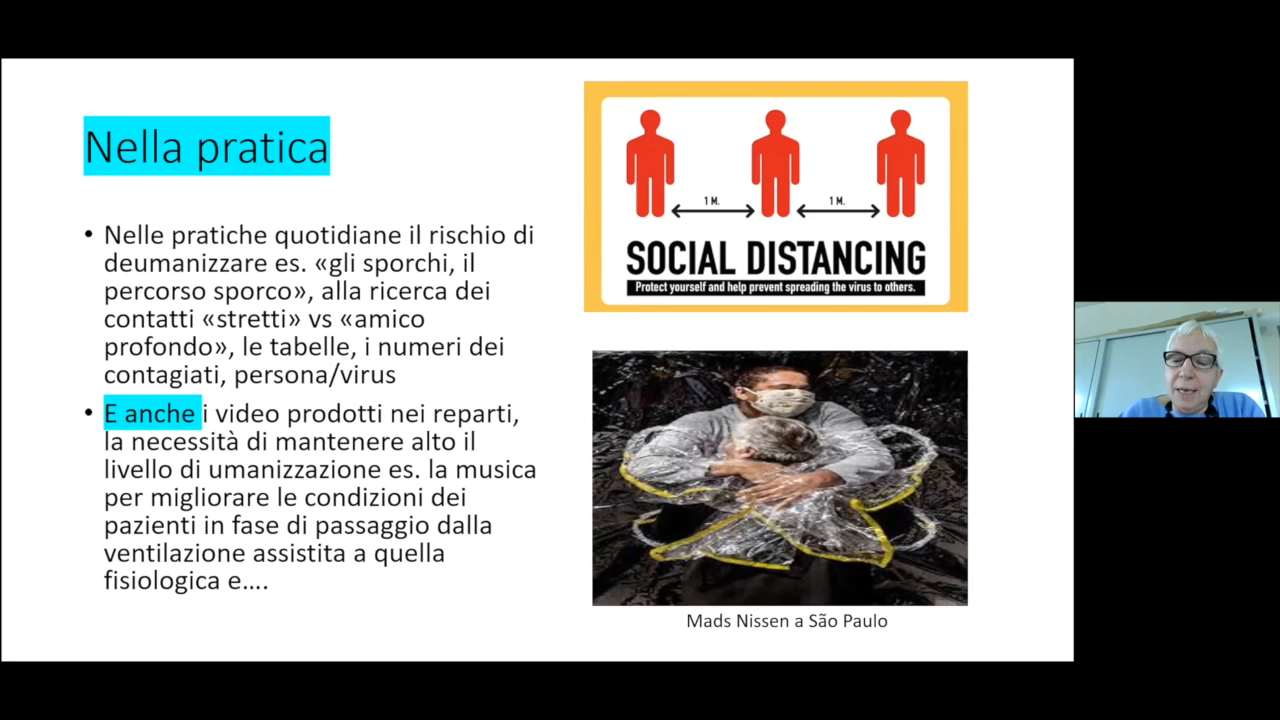 Nella pratica
• Nelle pratiche quotidiane il rischio di
deumanizzare es. «gli sporchi, il
percorso sporco», alla ricerca dei
contatti «stretti» vs «amico
profondo», le tabelle, i numeri dei
contagiati, persona/virus
• E anche i video prodotti nei reparti,
la necessità di mantenere alto il
livello di umanizzazione es. la musica
per migliorare le condizioni dei
pazienti in fase di passaggio dalla
ventilazione assistita a quella
fisiologica e....
1 M. 1 M.
SOCIAL DISTANCING
Protect yourself and help prevent spreading the virus to others.
Mads Nissen a São Paulo